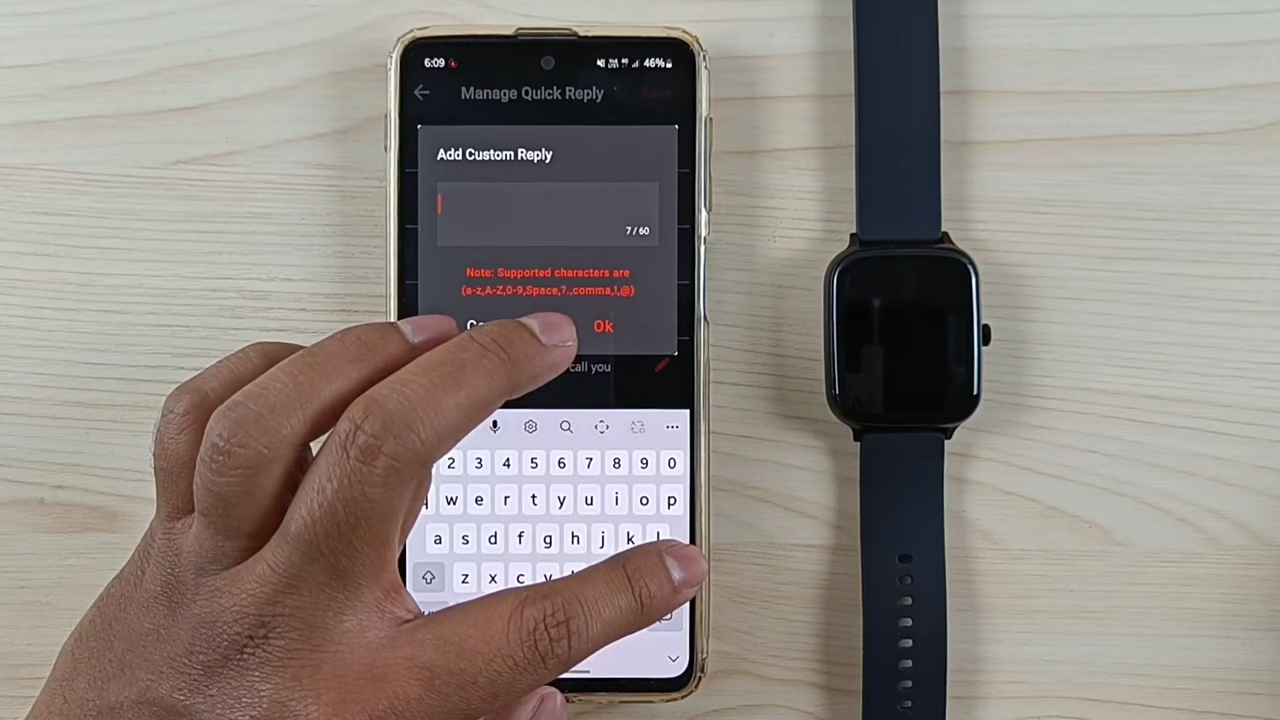 6:09 46%
Manage Quick Reply
Add Custom Reply
7 / 60
Note: Supported characters are
(a-z,A-Z,0-9,Space,?.,comma,!,@)
Ok
call you
2 3 4 5 6 7 8 9 0
w e r t y u i o p
a s d f g h j k
z x c